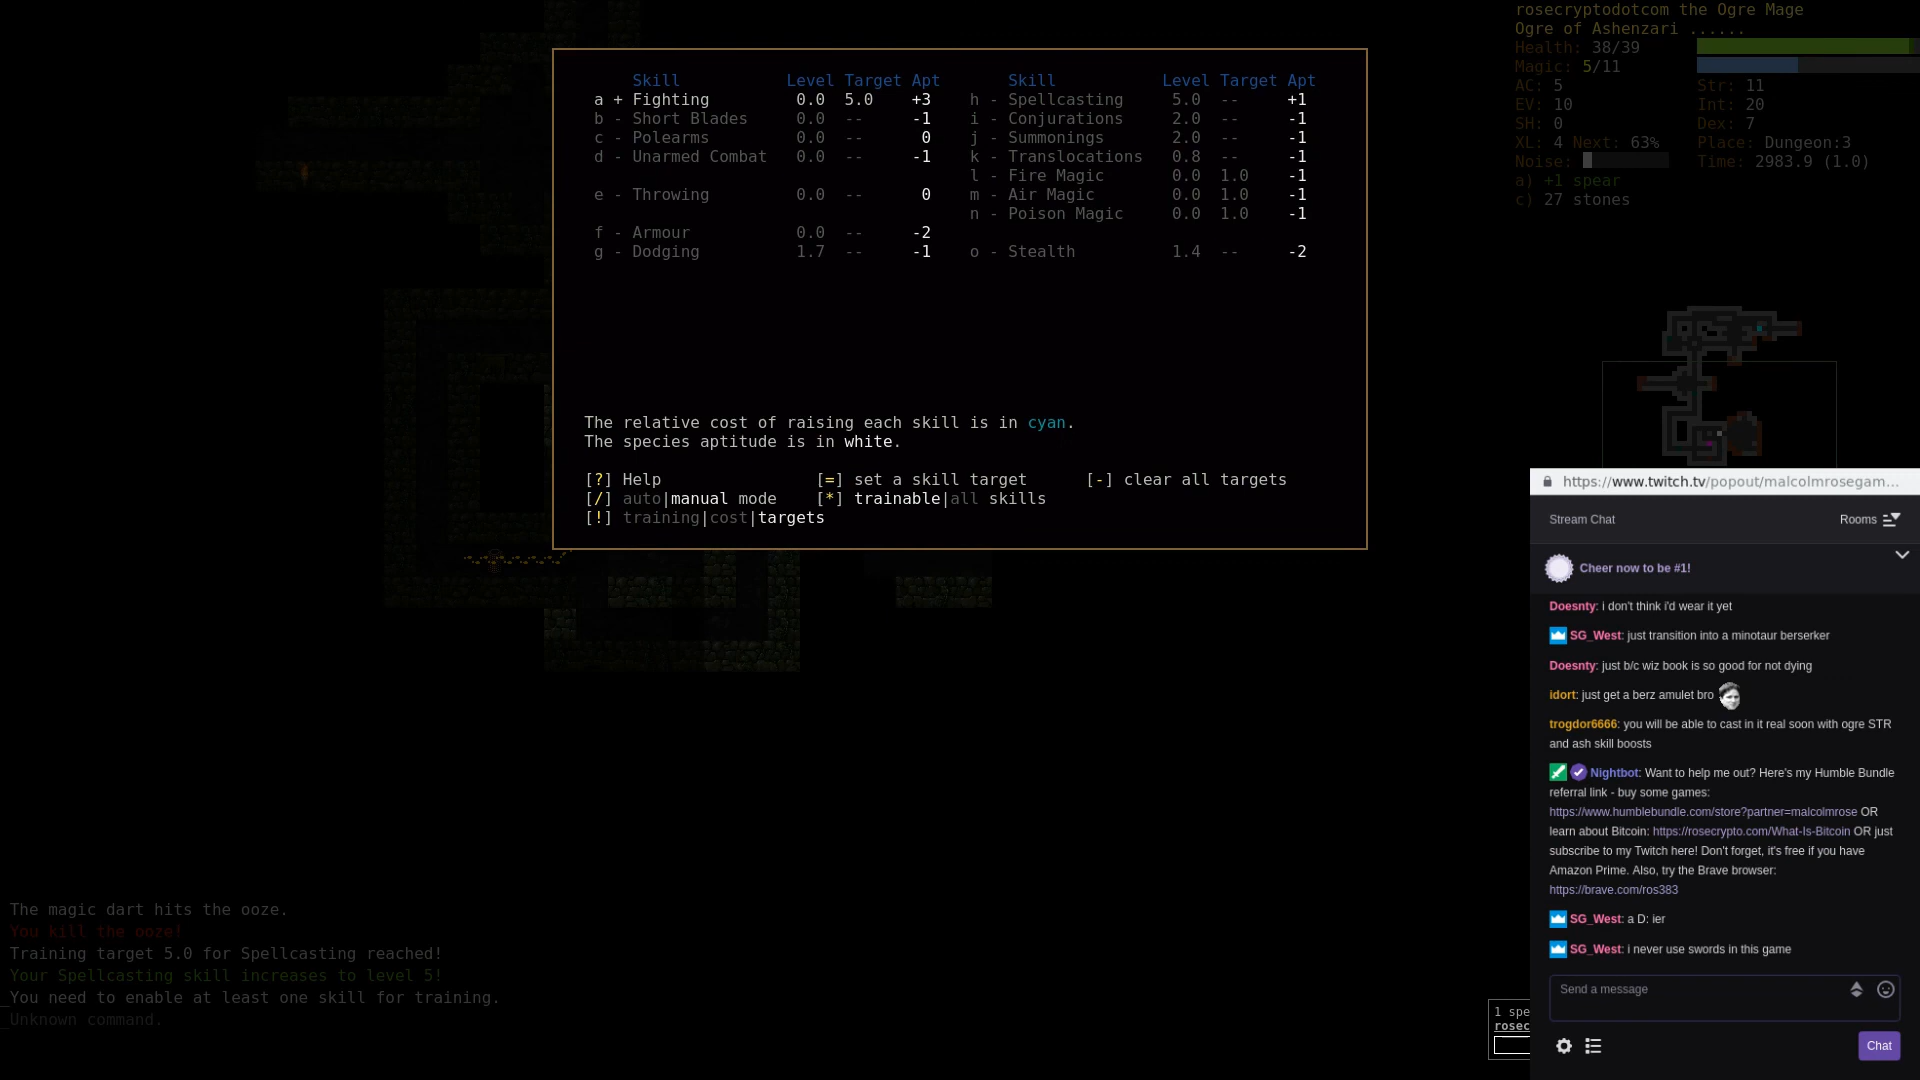 rosecryptodotcom the Ogre Mage
Ogre of Ashenzari ......
Health: 38/39
Magic: 5/11
AC: 5 Str: 11
EV: 10 Int: 20
SH: 0 Dex: 7
XL: 4 Next: 63% Place: Dungeon:3
Noise: Time: 2983.9 (1.0)
a) +1 spear
c) 27 stones
Skill Level Target Apt Skill Level Target Apt
a + Fighting 0.0 5.0 +3 h - Spellcasting 5.0 -- +1
b - Short Blades 0.0 -- -1 i - Conjurations 2.0 -- -1
c - Polearms 0.0 -- 0 j - Summonings 2.0 -- -1
d - Unarmed Combat 0.0 -- -1 k - Translocations 0.8 -- -1
l - Fire Magic 0.0 1.0 -1
e - Throwing 0.0 -- 0 m - Air Magic 0.0 1.0 -1
n - Poison Magic 0.0 1.0 -1
f - Armour 0.0 -- -2
g - Dodging 1.7 -- -1 o - Stealth 1.4 -- -2
The relative cost of raising each skill is in cyan.
The species aptitude is in white.
[?] Help [=] set a skill target [-] clear all targets
[/] auto|manual mode [*] trainable|all skills
[!] training|cost|targets
The magic dart hits the ooze.
You kill the ooze!
Training target 5.0 for Spellcasting reached!
Your Spellcasting skill increases to level 5!
_You need to enable at least one skill for training.
_Unknown command.
1 spe
rosec
https://www.twitch.tv/popout/malcolmrosegam...
Stream Chat Rooms
Cheer now to be #1!
Doesnty: i don't think i'd wear it yet
SG_West: just transition into a minotaur berserker
Doesnty: just b/c wiz book is so good for not dying
idort: just get a berz amulet bro
trogdor6666: you will be able to cast in it real soon with ogre STR
and ash skill boosts
Nightbot: Want to help me out? Here's my Humble Bundle
referral link - buy some games:
https://www.humblebundle.com/store?partner=malcolmrose OR
learn about Bitcoin: https://rosecrypto.com/What-Is-Bitcoin OR just
subscribe to my Twitch here! Don't forget, it's free if you have
Amazon Prime. Also, try the Brave browser:
https://brave.com/ros383
SG_West: a D: ier
SG_West: i never use swords in this game
Send a message
Chat